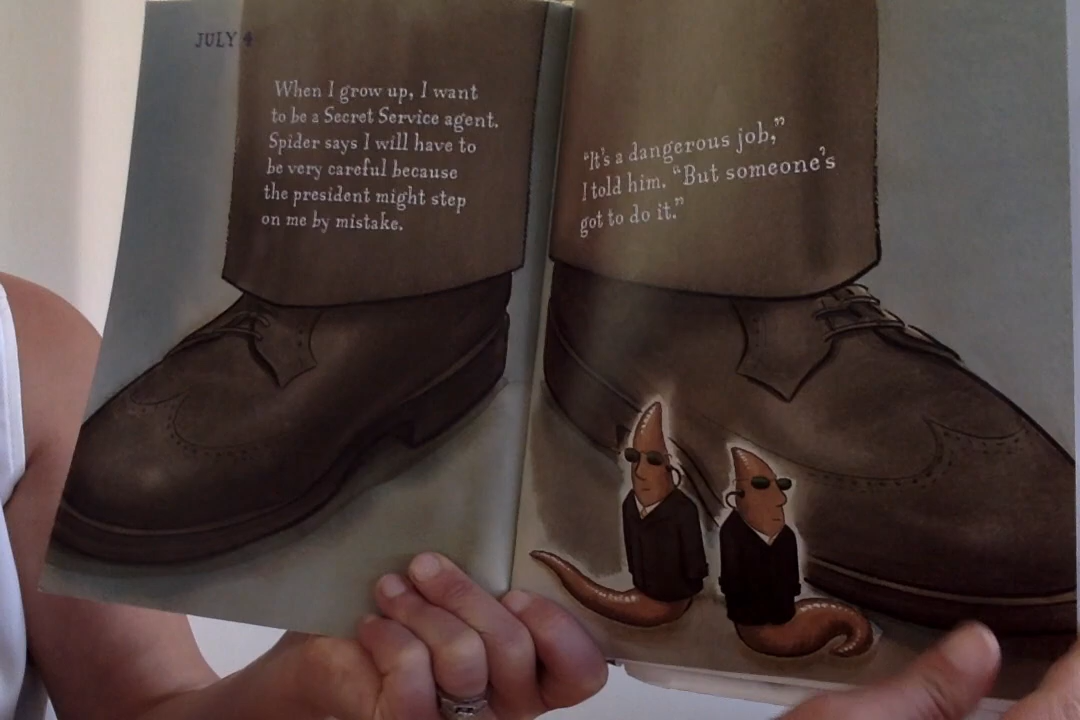 JULY 4
When I grow up, I want
to be a Secret Service agent.
Spider says I will have to
be very careful because
the president might step
on me by mistake.
“It’s a dangerous job,”
I told him. “But someone’s
got to do it.”